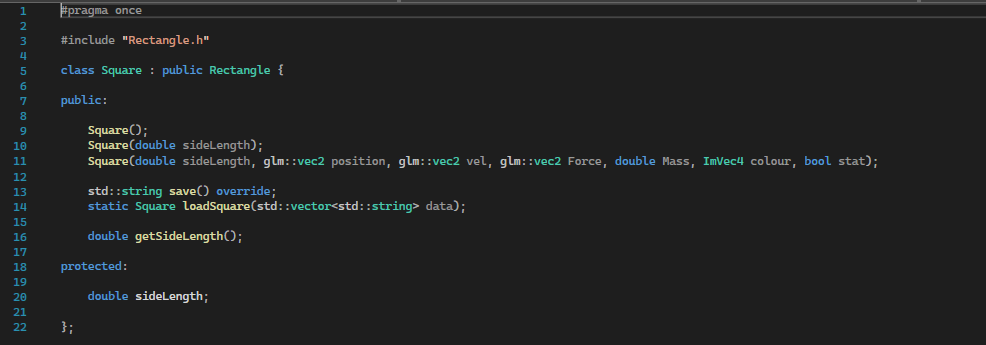 1 #pragma once
2
3 #include "Rectangle.h"
4
5 class Square : public Rectangle {
6
7 public:
8
9 Square();
10 Square(double sideLength);
11 Square(double sideLength, glm::vec2 position, glm::vec2 vel, glm::vec2 Force, double Mass, ImVec4 colour, bool stat);
12
13 std::string save() override;
14 static Square loadSquare(std::vector<std::string> data);
15
16 double getSideLength();
17
18 protected:
19
20 double sideLength;
21
22 };